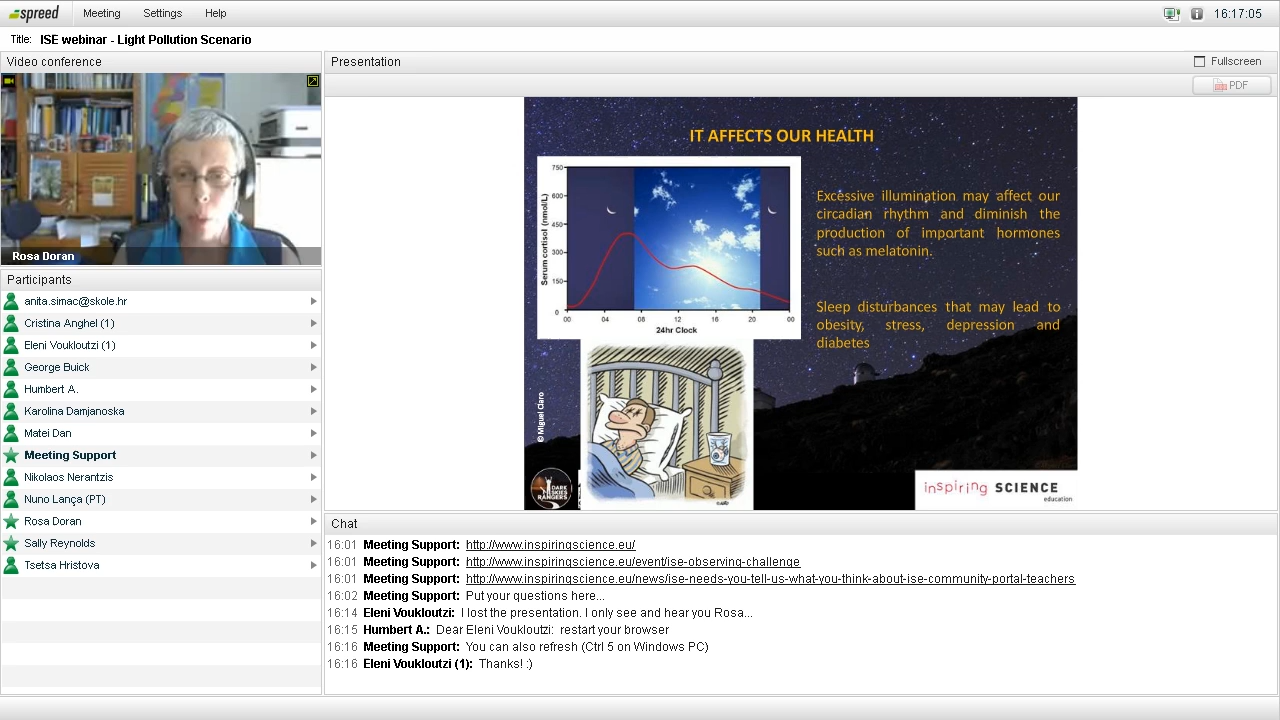 spreed Meeting Settings Help 16:17:05
Title: ISE webinar - Light Pollution Scenario
Video conference
Rosa Doran
Participants
anita.simac@skole.hr
Cristina Anghel (1)
Eleni Voukloutzi (1)
George Buick
Humbert A.
Karolina Damjanoska
Matei Dan
Meeting Support
Nikolaos Nerantzis
Nuno Lança (PT)
Rosa Doran
Sally Reynolds
Tsetsa Hristova
Presentation Fullscreen
PDF
IT AFFECTS OUR HEALTH
Serum cortisol (nmol/L)
750
600
450
300
150
0
00 04 08 12 16 20 00
24hr Clock
Excessive illumination may affect our
circadian rhythm and diminish the
production of important hormones
such as melatonin.
Sleep disturbances that may lead to
obesity, stress, depression and
diabetes
© Miguel Claro
DARK
SKIES
RANGERS
inspiring SCIENCE
education
Chat
16:01 Meeting Support: http://www.inspiringscience.eu/
16:01 Meeting Support: http://www.inspiringscience.eu/event/ise-observing-challenge
16:01 Meeting Support: http://www.inspiringscience.eu/news/ise-needs-you-tell-us-what-you-think-about-ise-community-portal-teachers
16:02 Meeting Support: Put your questions here...
16:14 Eleni Voukloutzi: I lost the presentation. I only see and hear you Rosa...
16:15 Humbert A.: Dear Eleni Voukloutzi: restart your browser
16:16 Meeting Support: You can also refresh (Ctrl 5 on Windows PC)
16:16 Eleni Voukloutzi (1): Thanks! :)